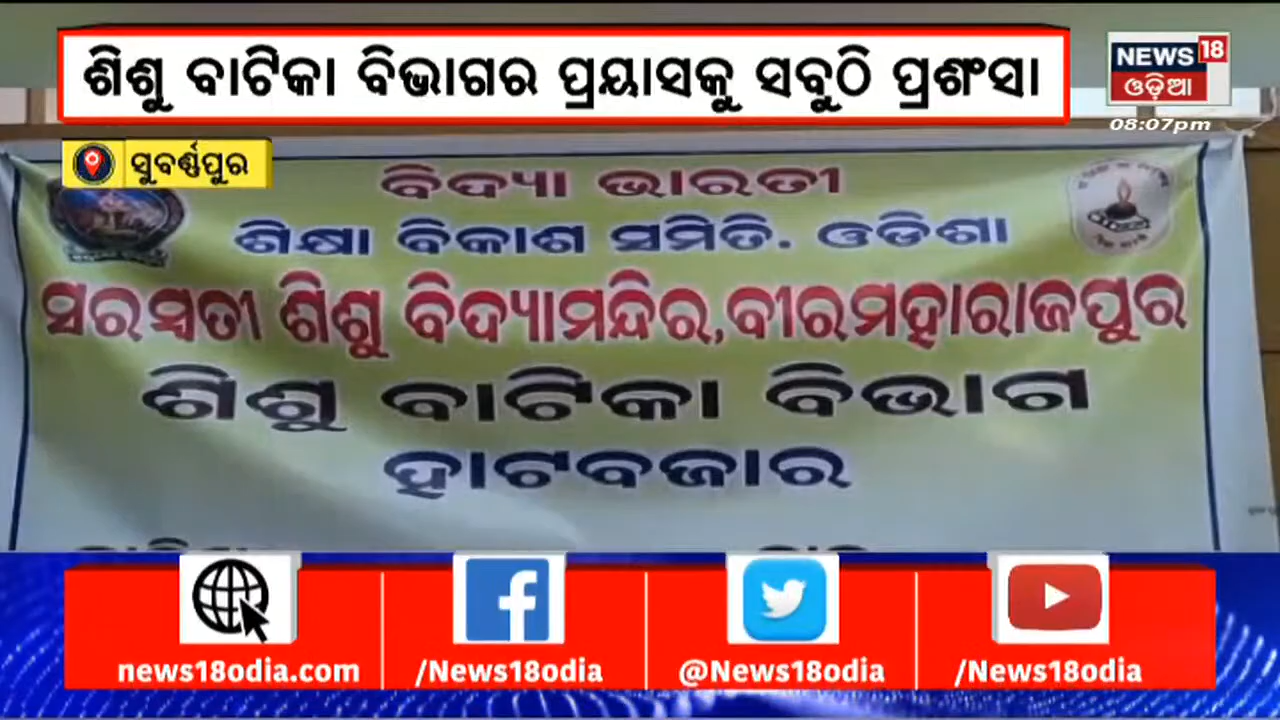 ଶିଶୁ ବାଟିକା ବିଭାଗର ପ୍ରୟାସକୁ ସବୁଠି ପ୍ରଶଂସା
NEWS 18
ଓଡ଼ିଆ
08:07pm
ସୁବର୍ଣ୍ଣପୁର
ବିଦ୍ୟା ଭାରତୀ
ଶିକ୍ଷା ବିକାଶ ସମିତି. ଓଡିଶା
ସରସ୍ୱତୀ ଶିଶୁ ବିଦ୍ୟାମନ୍ଦିର,ବୀରମହାରାଜପୁର
ଶିଶୁ ବାଟିକା ବିଭାଗ
ହାଟବଜାର
news18odia.com
/News18odia
@News18odia
/News18odia